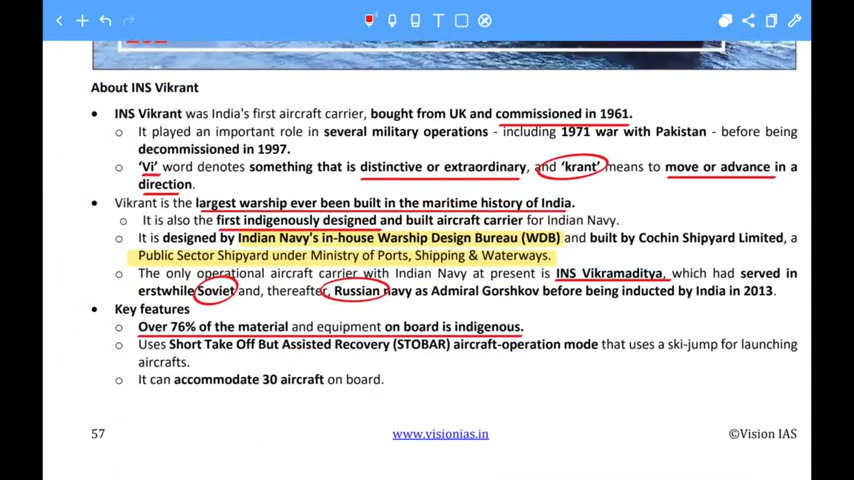 T
About INS Vikrant
• INS Vikrant was India's first aircraft carrier, bought from UK and commissioned in 1961.
o It played an important role in several military operations - including 1971 war with Pakistan - before being
decommissioned in 1997.
o 'Vi' word denotes something that is distinctive or extraordinary, and 'krant' means to move or advance in a
direction.
• Vikrant is the largest warship ever been built in the maritime history of India.
o It is also the first indigenously designed and built aircraft carrier for Indian Navy.
o It is designed by Indian Navy's in-house Warship Design Bureau (WDB) and built by Cochin Shipyard Limited, a
Public Sector Shipyard under Ministry of Ports, Shipping & Waterways.
o The only operational aircraft carrier with Indian Navy at present is INS Vikramaditya, which had served in
erstwhile Soviet and, thereafter, Russian navy as Admiral Gorshkov before being inducted by India in 2013.
• Key features
o Over 76% of the material and equipment on board is indigenous.
o Uses Short Take Off But Assisted Recovery (STOBAR) aircraft-operation mode that uses a ski-jump for launching
aircrafts.
o It can accommodate 30 aircraft on board.
57 www.visionias.in ©Vision IAS